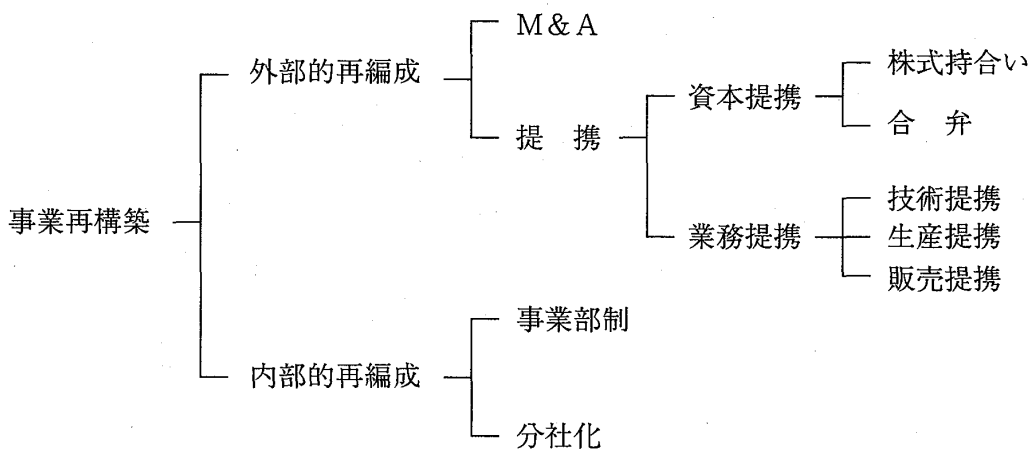 事業再構築
外部的再編成
M&A
提 携
資本提携
株式持合い
合 弁
業務提携
技術提携
生産提携
販売提携
内部的再編成
事業部制
分社化